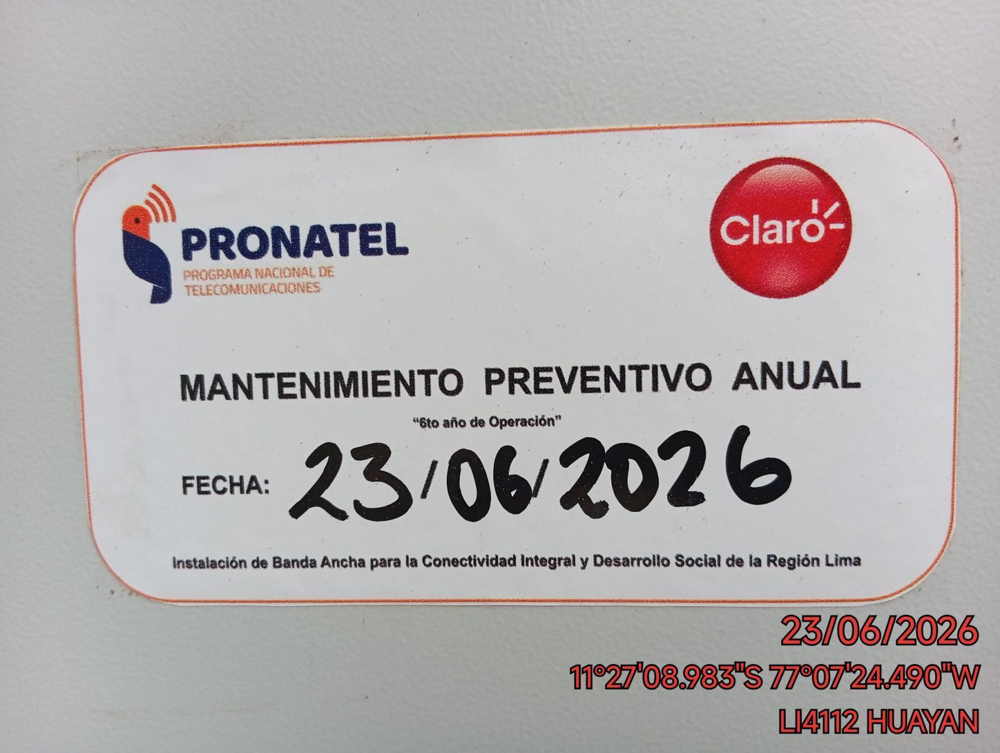 PRONATEL
PROGRAMA NACIONAL DE
TELECOMUNICACIONES
Claro
MANTENIMIENTO PREVENTIVO ANUAL
"6to año de Operación"
FECHA: 23/06/2026
Instalación de Banda Ancha para la Conectividad Integral y Desarrollo Social de la Región Lima
23/06/2026
11°27'08.983"S 77°07'24.490"W
LI4112 HUAYAN